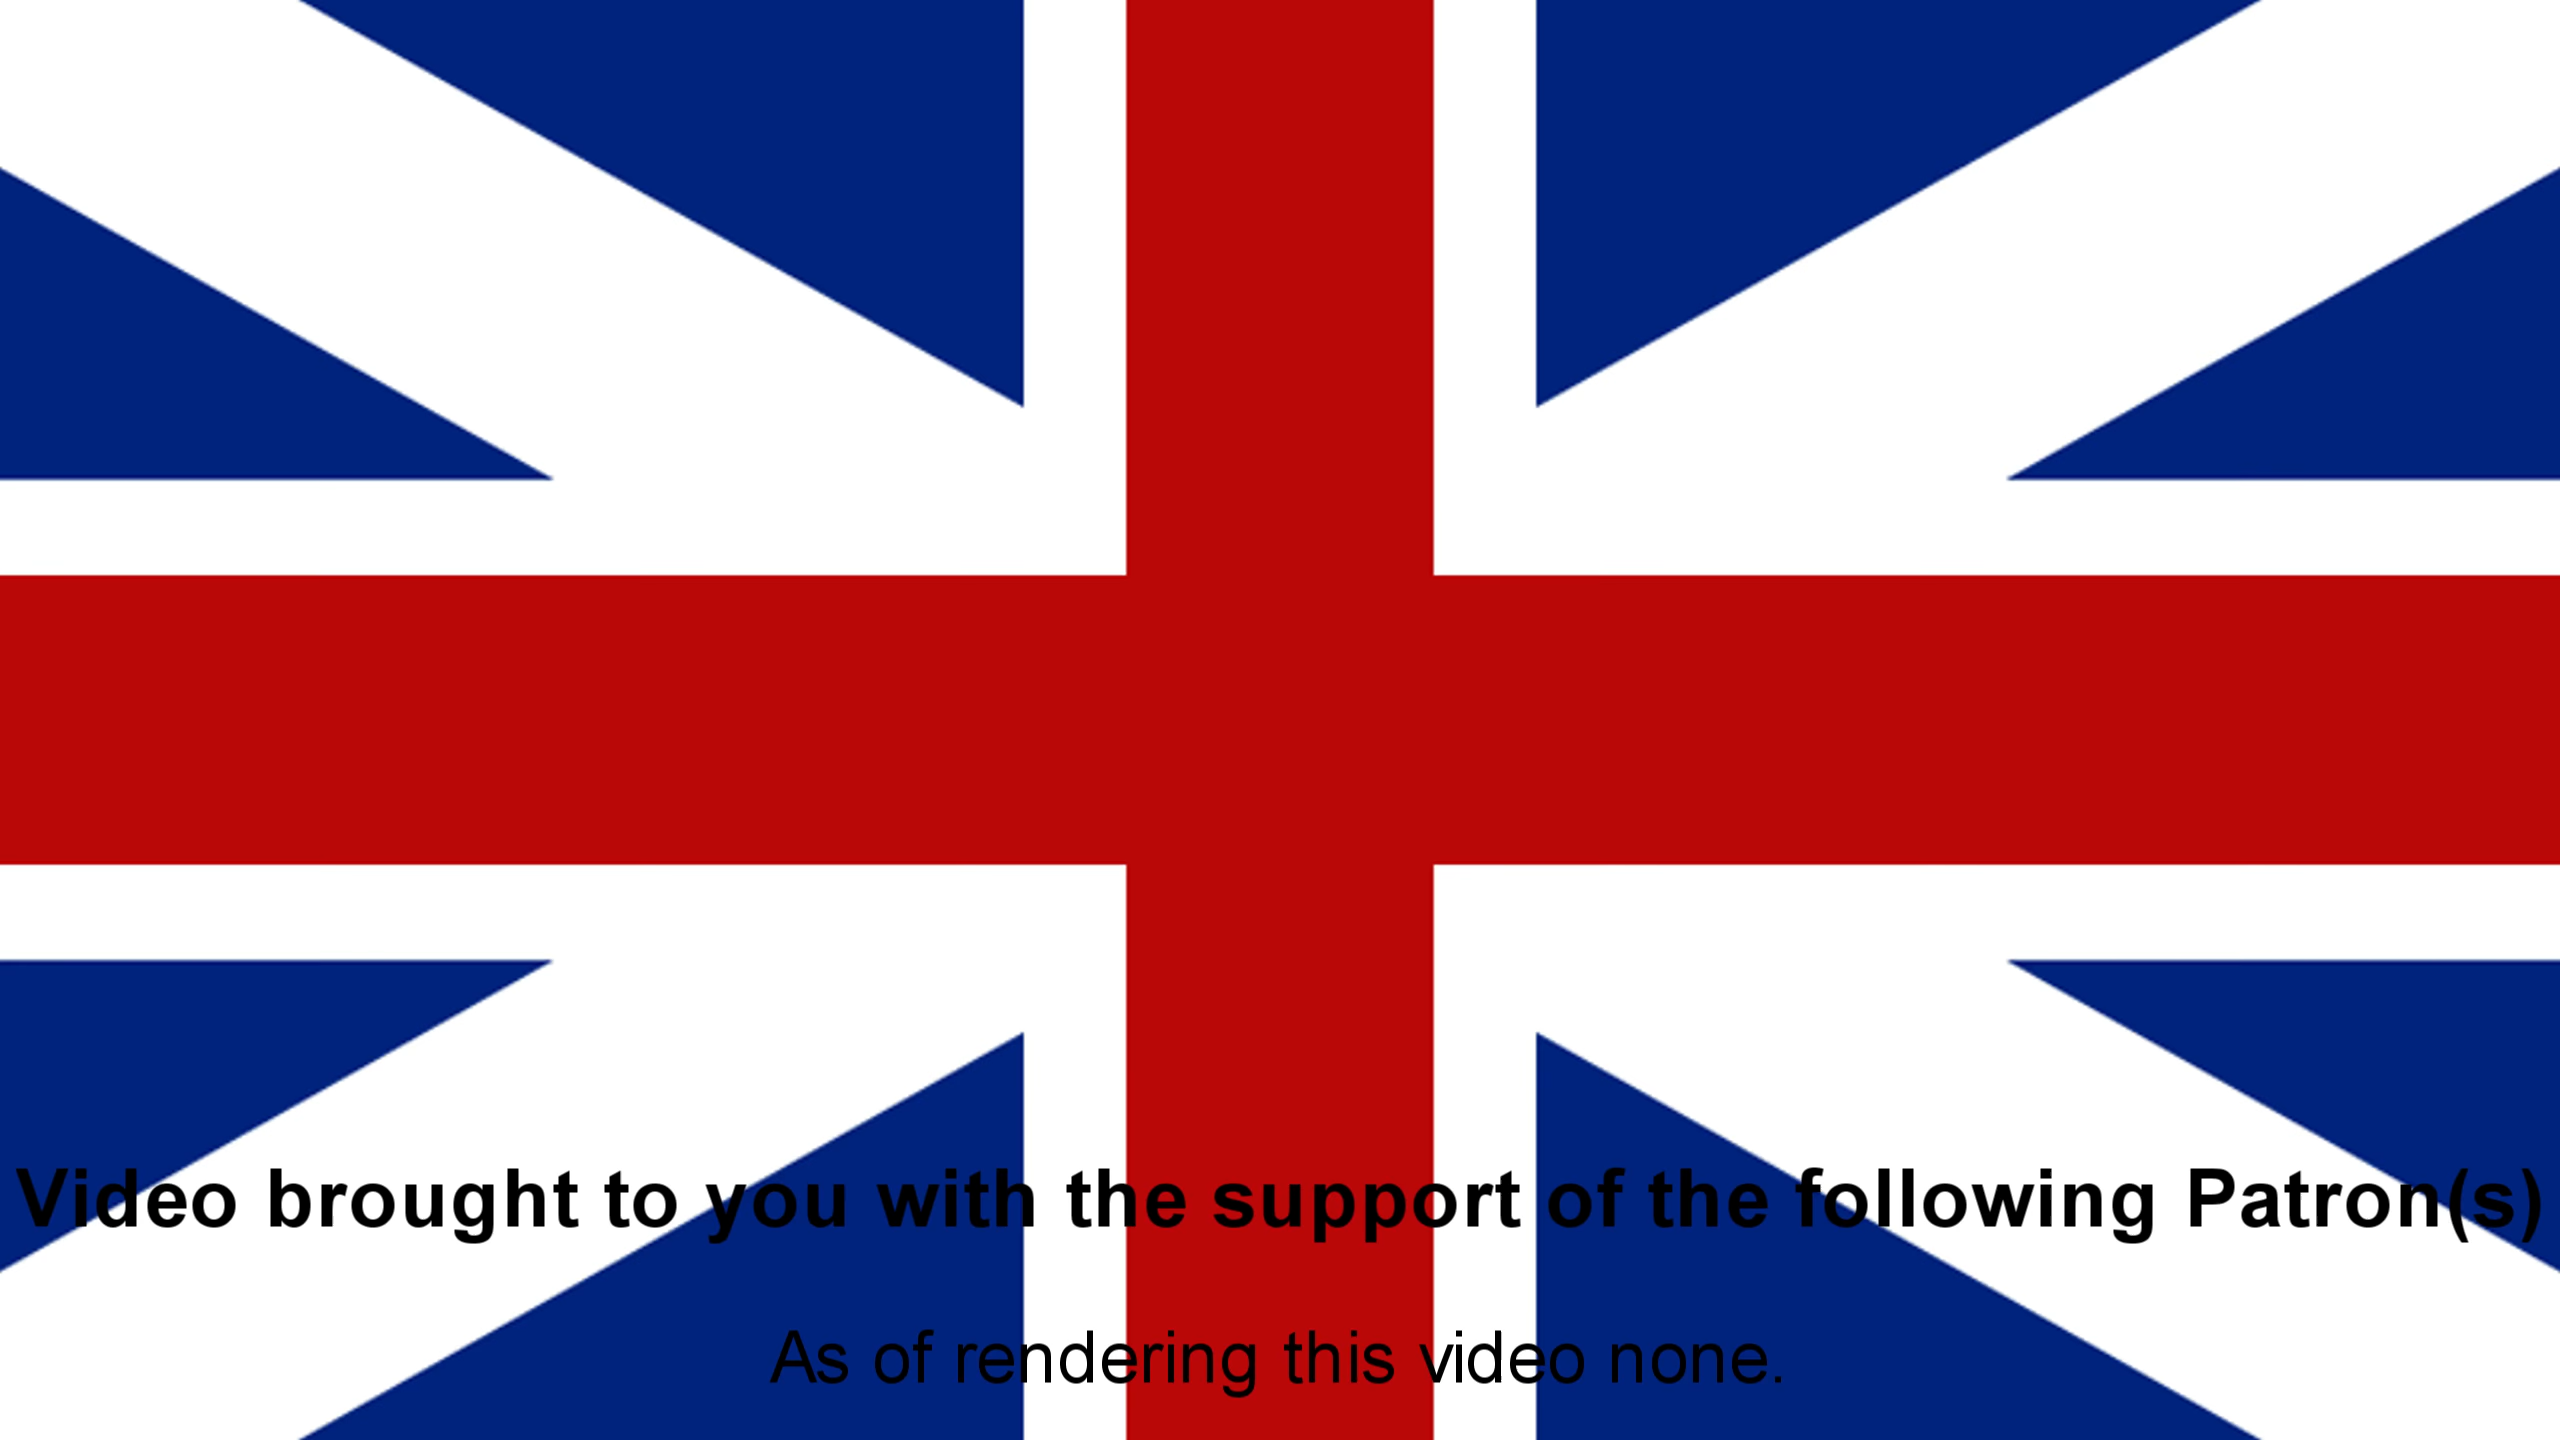 Video brought to you with the support of the following Patron(s)
As of rendering this video none.